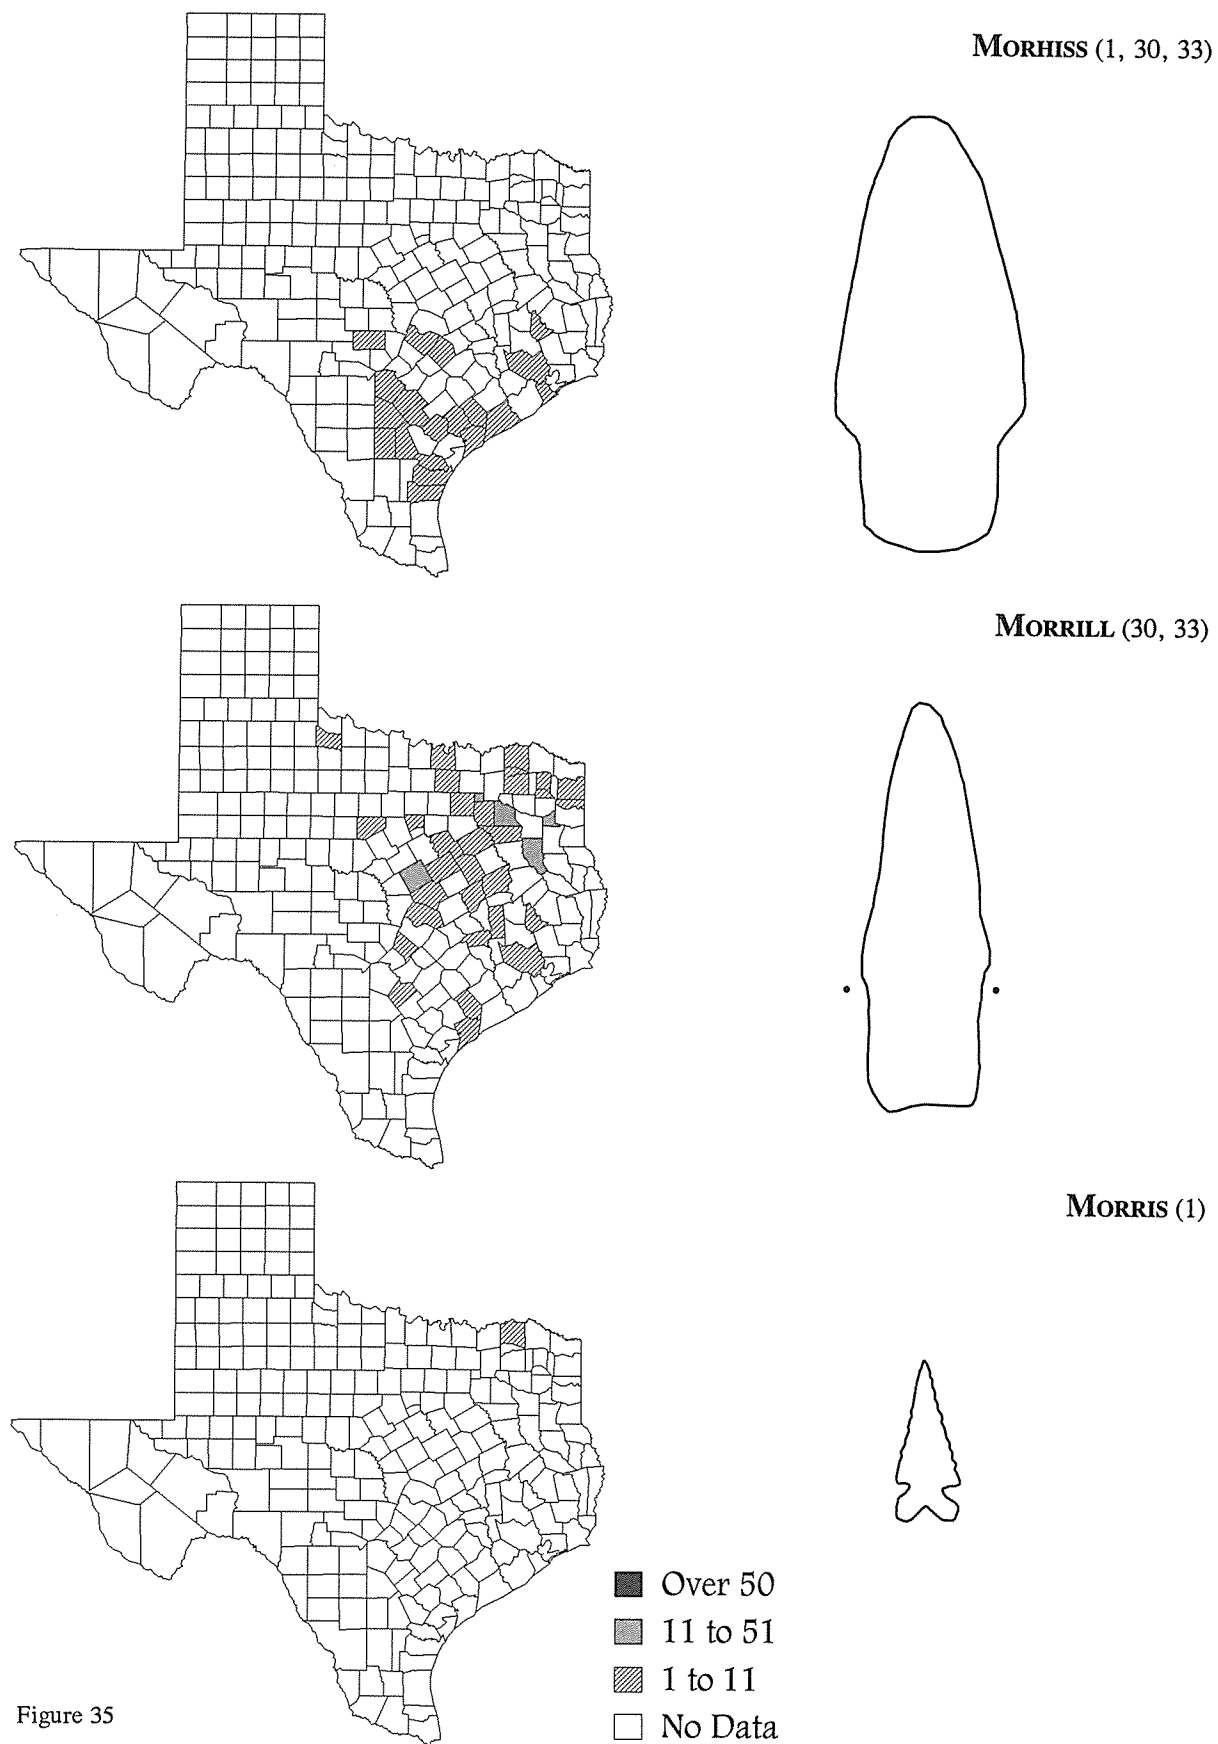 MORHISS (1, 30, 33)
MORRILL (30, 33)
MORRIS (1)
Over 50
11 to 51
1 to 11
No Data
Figure 35